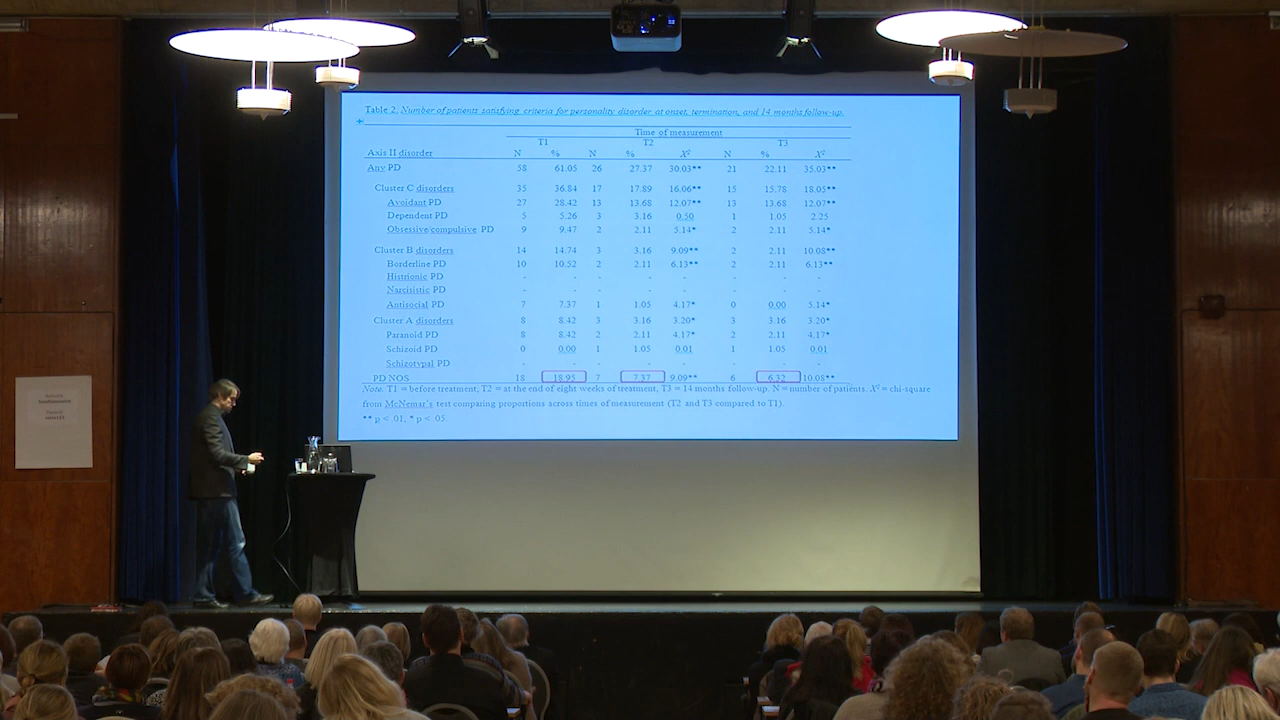 Table 2. Number of patients satisfying criteria for personality disorder at onset, termination, and 14 months follow-up.
Time of measurement
T1 T2 T3
Axis II disorder N % N % X² N % X²
Any PD 58 61.05 26 27.37 30.03** 21 22.11 35.03**
Cluster C disorders 35 36.84 17 17.89 16.06** 15 15.78 18.05**
Avoidant PD 27 28.42 13 13.68 12.07** 13 13.68 12.07**
Dependent PD 5 5.26 3 3.16 0.50 1 1.05 2.25
Obsessive/compulsive PD 9 9.47 2 2.11 5.14* 2 2.11 5.14*
Cluster B disorders 14 14.74 3 3.16 9.09** 2 2.11 10.08**
Borderline PD 10 10.52 2 2.11 6.13** 2 2.11 6.13**
Histrionic PD - - - - - - - -
Narcisistic PD - - - - - - - -
Antisocial PD 7 7.37 1 1.05 4.17* 0 0.00 5.14*
Cluster A disorders 8 8.42 3 3.16 3.20* 3 3.16 3.20*
Paranoid PD 8 8.42 2 2.11 4.17* 2 2.11 4.17*
Schizoid PD 0 0.00 1 1.05 0.01 1 1.05 0.01
Schizotypal PD - - - - - - - -
PD NOS 18 18.95 7 7.37 9.09** 6 6.32 10.08**
Note. T1 = before treatment, T2 = at the end of eight weeks of treatment, T3 = 14 months follow-up. N = number of patients. X² = chi-square
from McNemar's test comparing proportions across times of measurement (T2 and T3 compared to T1).
** p < .01, * p < .05.